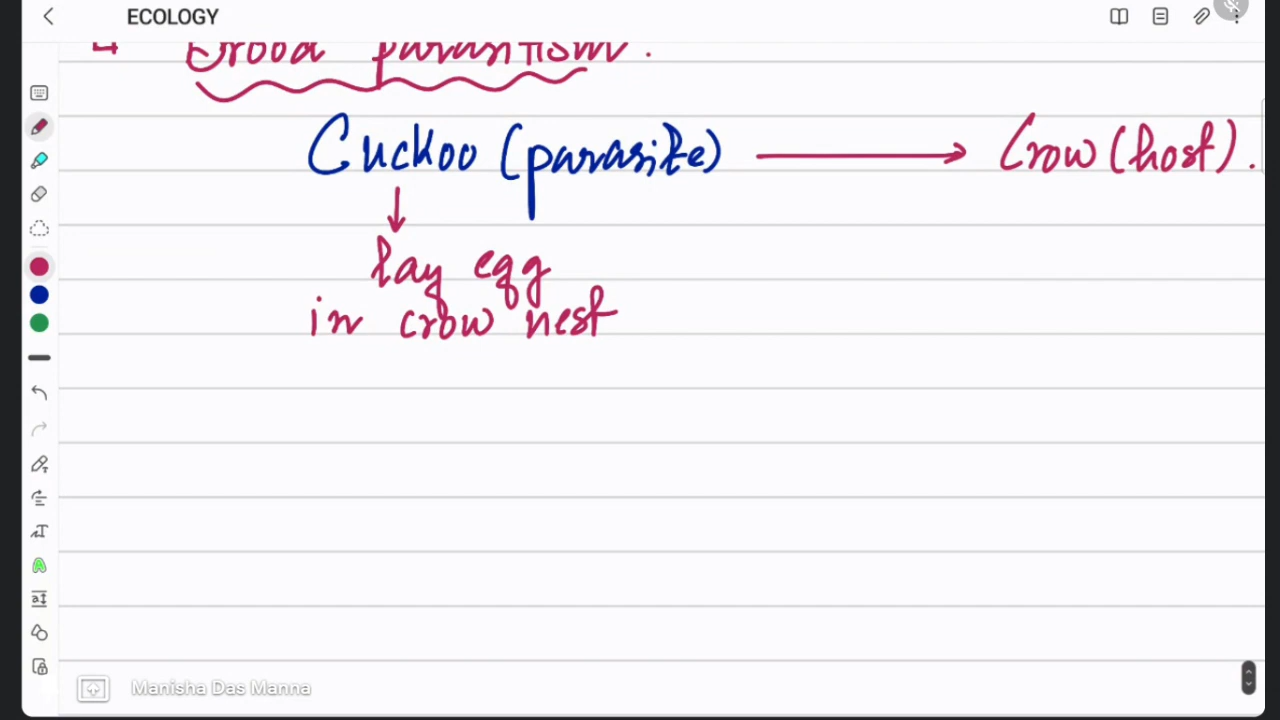 ECOLOGY
Brood parasitism.
Cuckoo (parasite) → Crow (host).
lay egg
in crow nest
Manisha Das Manna